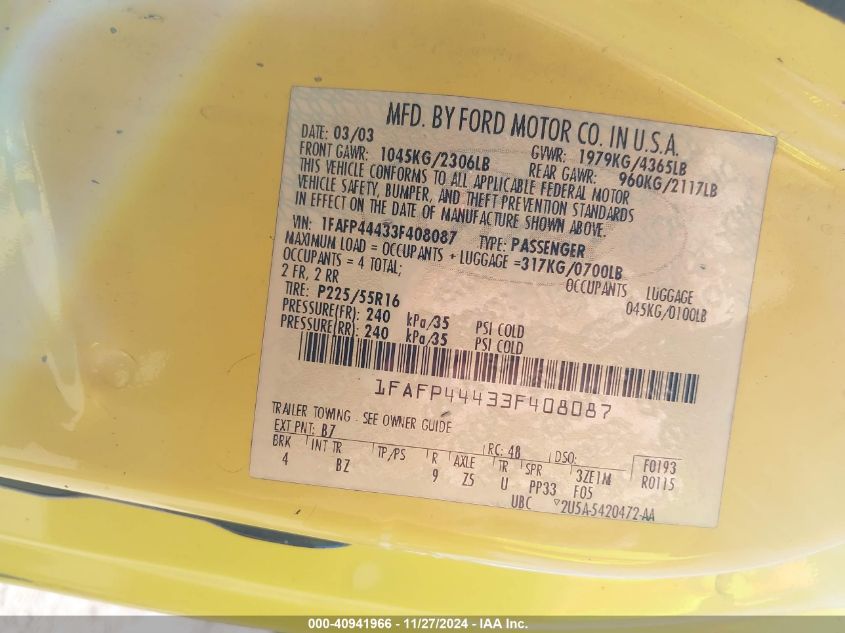 MFD. BY FORD MOTOR CO. IN U.S.A.
DATE: 03/03 GVWR: 1979KG/4365LB
FRONT GAWR: 1045KG/2306LB REAR GAWR: 960KG/2117LB
THIS VEHICLE CONFORMS TO ALL APPLICABLE FEDERAL MOTOR
VEHICLE SAFETY, BUMPER, AND THEFT PREVENTION STANDARDS
IN EFFECT ON THE DATE OF MANUFACTURE SHOWN ABOVE.
VIN: 1FAFP44433F408087 TYPE: PASSENGER
MAXIMUM LOAD = OCCUPANTS + LUGGAGE =317KG/0700LB
OCCUPANTS = 4 TOTAL; OCCUPANTS LUGGAGE
2 FR, 2 RR 045KG/0100LB
TIRE: P225/55R16
PRESSURE(FR): 240 kPa/35 PSI COLD
PRESSURE(RR): 240 kPa/35 PSI COLD
1FAFP44433F408087
TRAILER TOWING - SEE OWNER GUIDE
EXT PNT: B7 RC: 48 DSO: F0193
BRK INT TR TP/PS R AXLE TR SPR 3ZE1M R0115
4 BZ 9 Z5 U PP33 F05
UBC 2U5A-5420472-AA
000-40941966 - 11/27/2024 - IAA Inc.